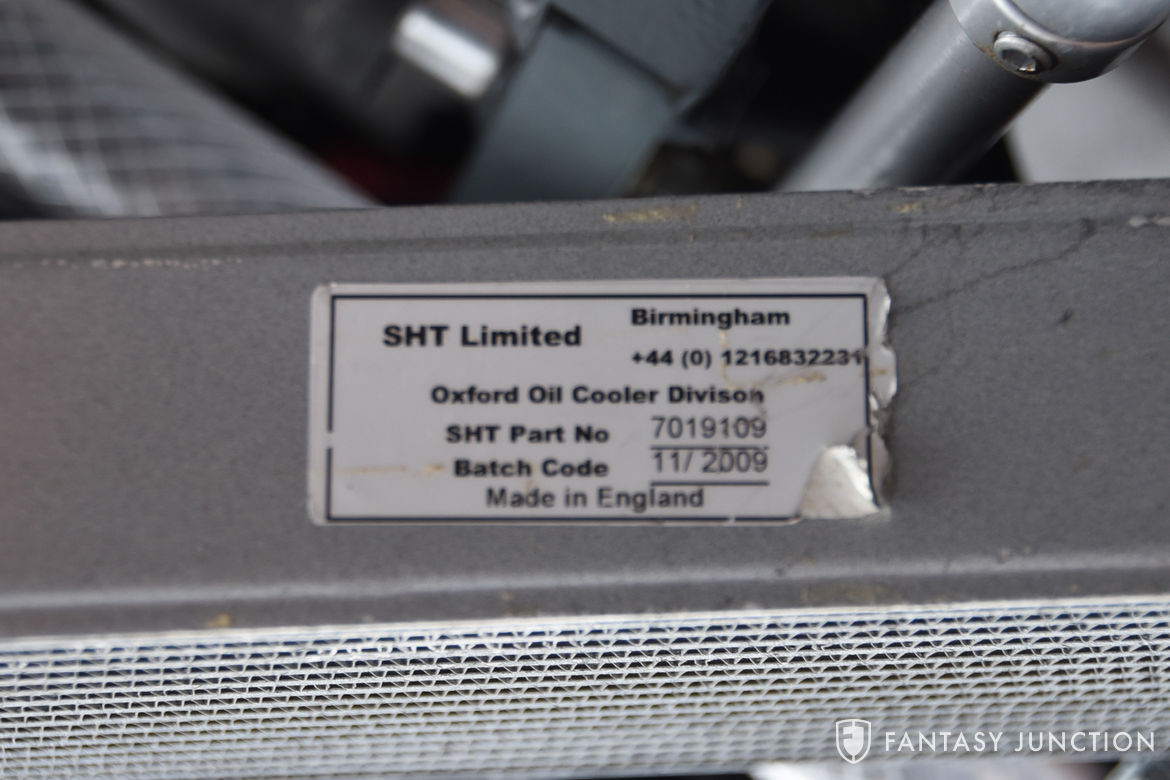 SHT Limited
Birmingham
+44 (0) 1216832231
Oxford Oil Cooler Divison
SHT Part No 7019109
Batch Code 11/ 2009
Made in England
FANTASY JUNCTION